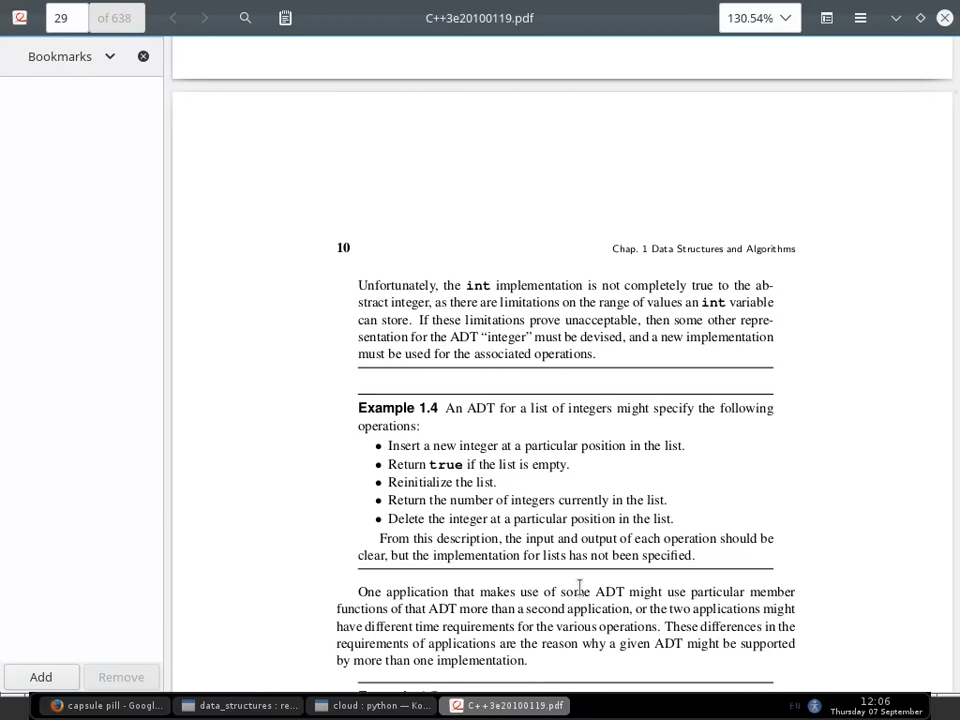 29 of 638
C++3e20100119.pdf
130.54%
Bookmarks
10
Chap. 1 Data Structures and Algorithms
Unfortunately, the int implementation is not completely true to the ab-
stract integer, as there are limitations on the range of values an int variable
can store. If these limitations prove unacceptable, then some other repre-
sentation for the ADT “integer” must be devised, and a new implementation
must be used for the associated operations.
Example 1.4 An ADT for a list of integers might specify the following
operations:
• Insert a new integer at a particular position in the list.
• Return true if the list is empty.
• Reinitialize the list.
• Return the number of integers currently in the list.
• Delete the integer at a particular position in the list.
From this description, the input and output of each operation should be
clear, but the implementation for lists has not been specified.
One application that makes use of some ADT might use particular member
functions of that ADT more than a second application, or the two applications might
have different time requirements for the various operations. These differences in the
requirements of applications are the reason why a given ADT might be supported
by more than one implementation.
Add
Remove
capsule pill - Googl...
data_structures : re...
cloud : python — Ko...
C++3e20100119.pdf
EN
12:06
Thursday 07 September